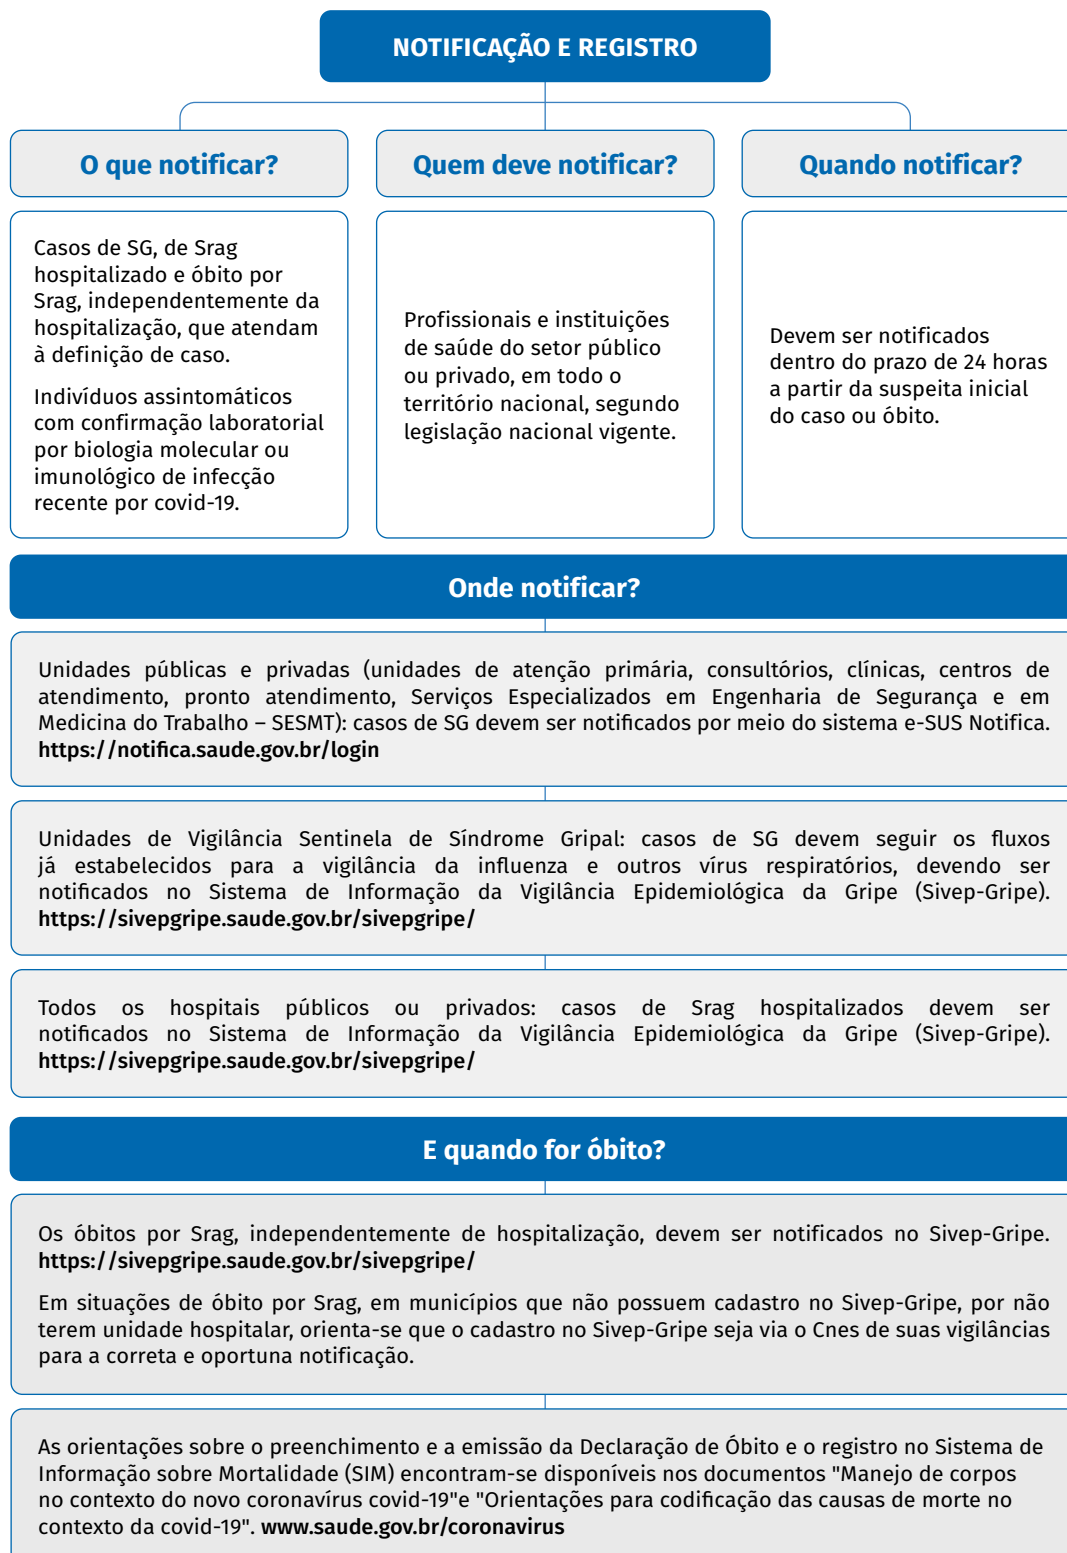 NOTIFICAÇÃO E REGISTRO
O que notificar?
Casos de SG, de Srag
hospitalizado e óbito por
Srag, independentemente da
hospitalização, que atendam
à definição de caso.
Indivíduos assintomáticos
com confirmação laboratorial
por biologia molecular ou
imunológico de infecção
recente por covid-19.
Quem deve notificar?
Profissionais e instituições
de saúde do setor público
ou privado, em todo o
território nacional, segundo
legislação nacional vigente.
Quando notificar?
Devem ser notificados
dentro do prazo de 24 horas
a partir da suspeita inicial
do caso ou óbito.
Onde notificar?
Unidades públicas e privadas (unidades de atenção primária, consultórios, clínicas, centros de
atendimento, pronto atendimento, Serviços Especializados em Engenharia de Segurança e em
Medicina do Trabalho – SESMT): casos de SG devem ser notificados por meio do sistema e-SUS Notifica.
https://notifica.saude.gov.br/login
Unidades de Vigilância Sentinela de Síndrome Gripal: casos de SG devem seguir os fluxos
já estabelecidos para a vigilância da influenza e outros vírus respiratórios, devendo ser
notificados no Sistema de Informação da Vigilância Epidemiológica da Gripe (Sivep-Gripe).
https://sivepgripe.saude.gov.br/sivepgripe/
Todos os hospitais públicos ou privados: casos de Srag hospitalizados devem ser
notificados no Sistema de Informação da Vigilância Epidemiológica da Gripe (Sivep-Gripe).
https://sivepgripe.saude.gov.br/sivepgripe/
E quando for óbito?
Os óbitos por Srag, independentemente de hospitalização, devem ser notificados no Sivep-Gripe.
https://sivepgripe.saude.gov.br/sivepgripe/
Em situações de óbito por Srag, em municípios que não possuem cadastro no Sivep-Gripe, por não
terem unidade hospitalar, orienta-se que o cadastro no Sivep-Gripe seja via o Cnes de suas vigilâncias
para a correta e oportuna notificação.
As orientações sobre o preenchimento e a emissão da Declaração de Óbito e o registro no Sistema de
Informação sobre Mortalidade (SIM) encontram-se disponíveis nos documentos "Manejo de corpos
no contexto do novo coronavírus covid-19"e "Orientações para codificação das causas de morte no
contexto da covid-19". www.saude.gov.br/coronavirus